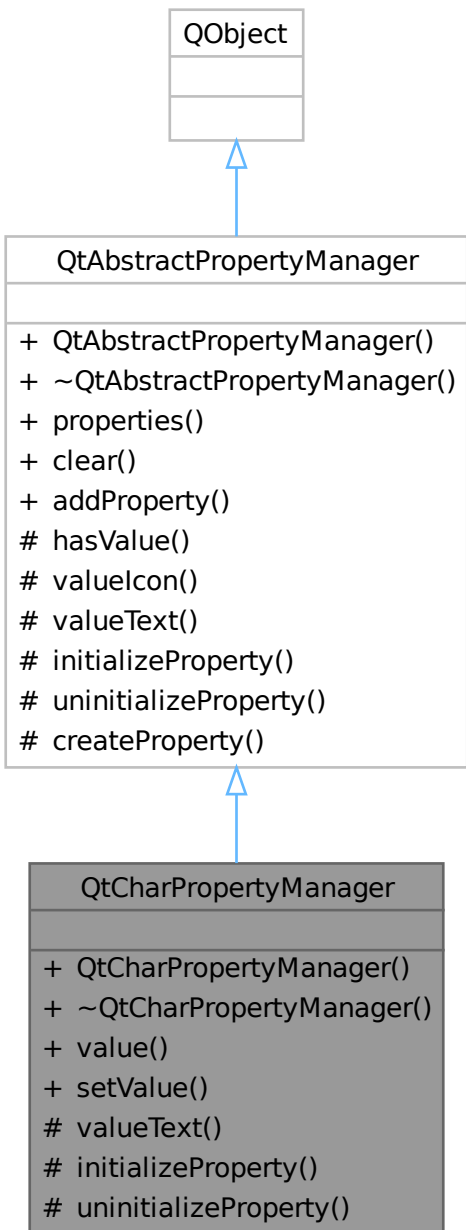 QObject
QtAbstractPropertyManager
+ QtAbstractPropertyManager()
+ ~QtAbstractPropertyManager()
+ properties()
+ clear()
+ addProperty()
# hasValue()
# valueIcon()
# valueText()
# initializeProperty()
# uninitializeProperty()
# createProperty()
QtCharPropertyManager
+ QtCharPropertyManager()
+ ~QtCharPropertyManager()
+ value()
+ setValue()
# valueText()
# initializeProperty()
# uninitializeProperty()